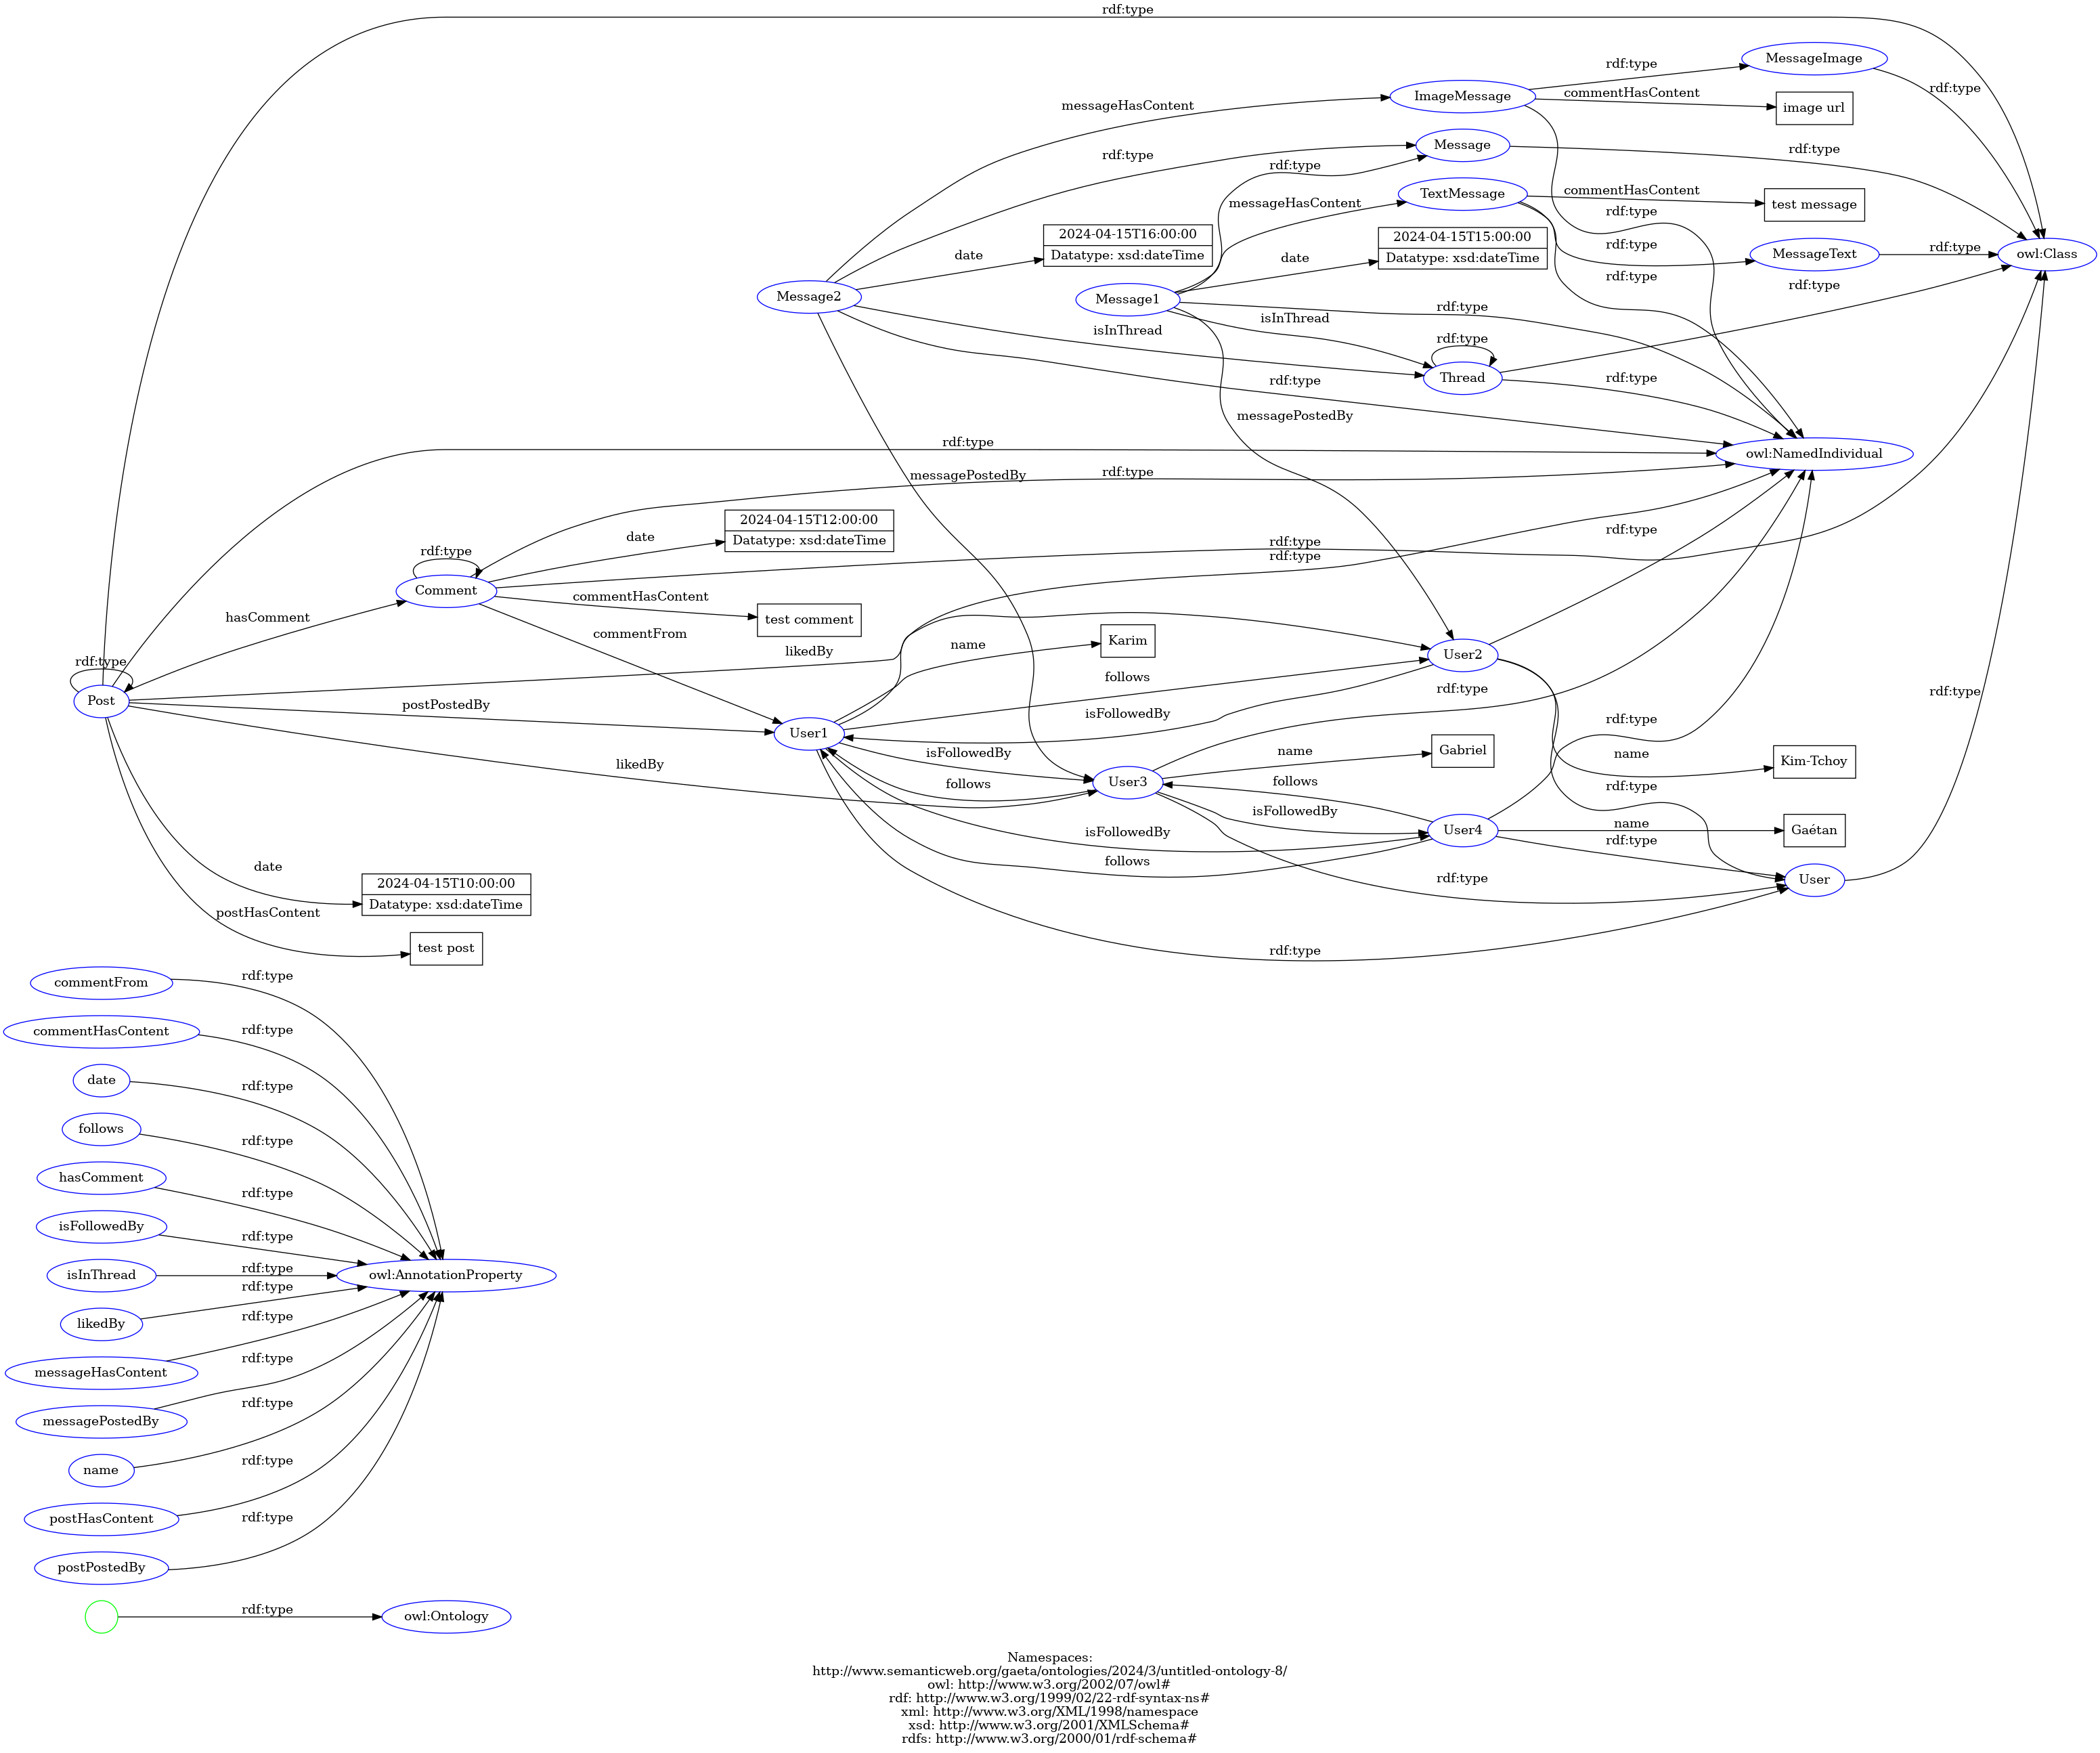 rdf:type
MessageImage
rdf:type
ImageMessage
commentHasContent
rdf:type
image url
messageHasContent
Message
rdf:type
rdf:type
rdf:type
TextMessage
commentHasContent
test message
messageHasContent
rdf:type
2024-04-15T16:00:00
Datatype: xsd:dateTime
date
2024-04-15T15:00:00
Datatype: xsd:dateTime
date
rdf:type
MessageText
rdf:type
owl:Class
rdf:type
rdf:type
Message2
Message1
rdf:type
isInThread
isInThread
rdf:type
Thread
rdf:type
rdf:type
messagePostedBy
rdf:type
owl:NamedIndividual
messagePostedBy
rdf:type
2024-04-15T12:00:00
Datatype: xsd:dateTime
date
rdf:type
rdf:type
rdf:type
rdf:type
Comment
commentHasContent
test comment
hasComment
commentFrom
name
Karim
likedBy
User2
rdf:type
Post
follows
rdf:type
postPostedBy
isFollowedBy
User1
rdf:type
isFollowedBy
name
Gabriel
name
Kim-Tchoy
likedBy
User3
follows
follows
rdf:type
isFollowedBy
isFollowedBy
User4
name
Gaétan
rdf:type
follows
date
2024-04-15T10:00:00
Datatype: xsd:dateTime
rdf:type
User
rdf:type
postHasContent
test post
rdf:type
commentFrom
rdf:type
commentHasContent
rdf:type
date
rdf:type
follows
rdf:type
hasComment
rdf:type
isFollowedBy
rdf:type
isInThread
rdf:type
owl:AnnotationProperty
likedBy
rdf:type
messageHasContent
rdf:type
messagePostedBy
rdf:type
name
rdf:type
postHasContent
rdf:type
postPostedBy
rdf:type
rdf:type
owl:Ontology
Namespaces:
http://www.semanticweb.org/gaeta/ontologies/2024/3/untitled-ontology-8/
owl: http://www.w3.org/2002/07/owl#
rdf: http://www.w3.org/1999/02/22-rdf-syntax-ns#
xml: http://www.w3.org/XML/1998/namespace
xsd: http://www.w3.org/2001/XMLSchema#
rdfs: http://www.w3.org/2000/01/rdf-schema#